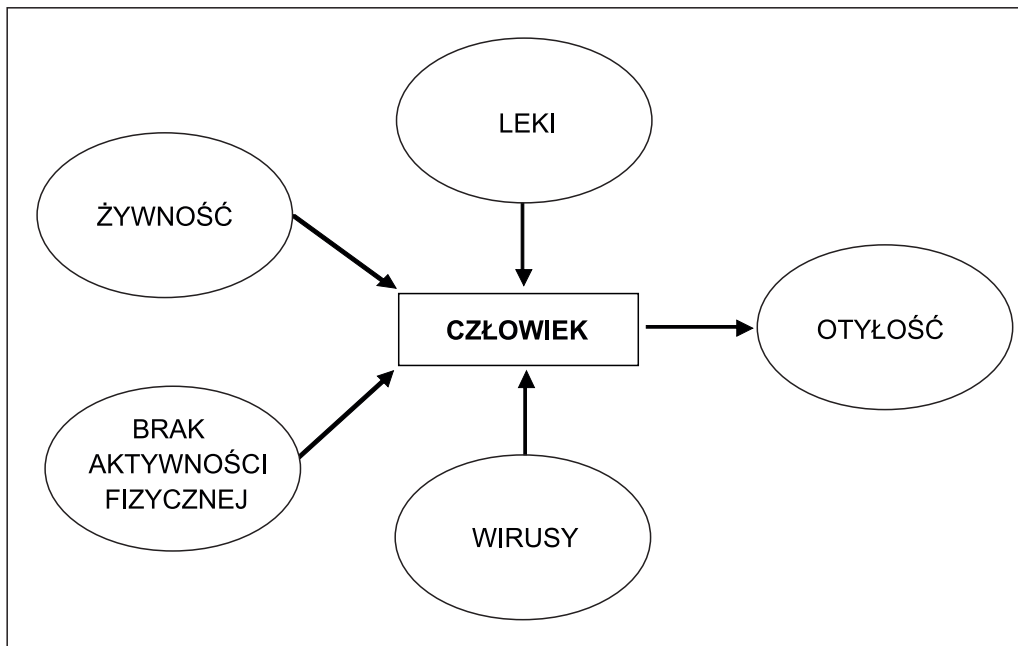 LEKI
ŻYWNOŚĆ
CZŁOWIEK
OTYŁOŚĆ
BRAK
AKTYWNOŚCI
FIZYCZNEJ
WIRUSY